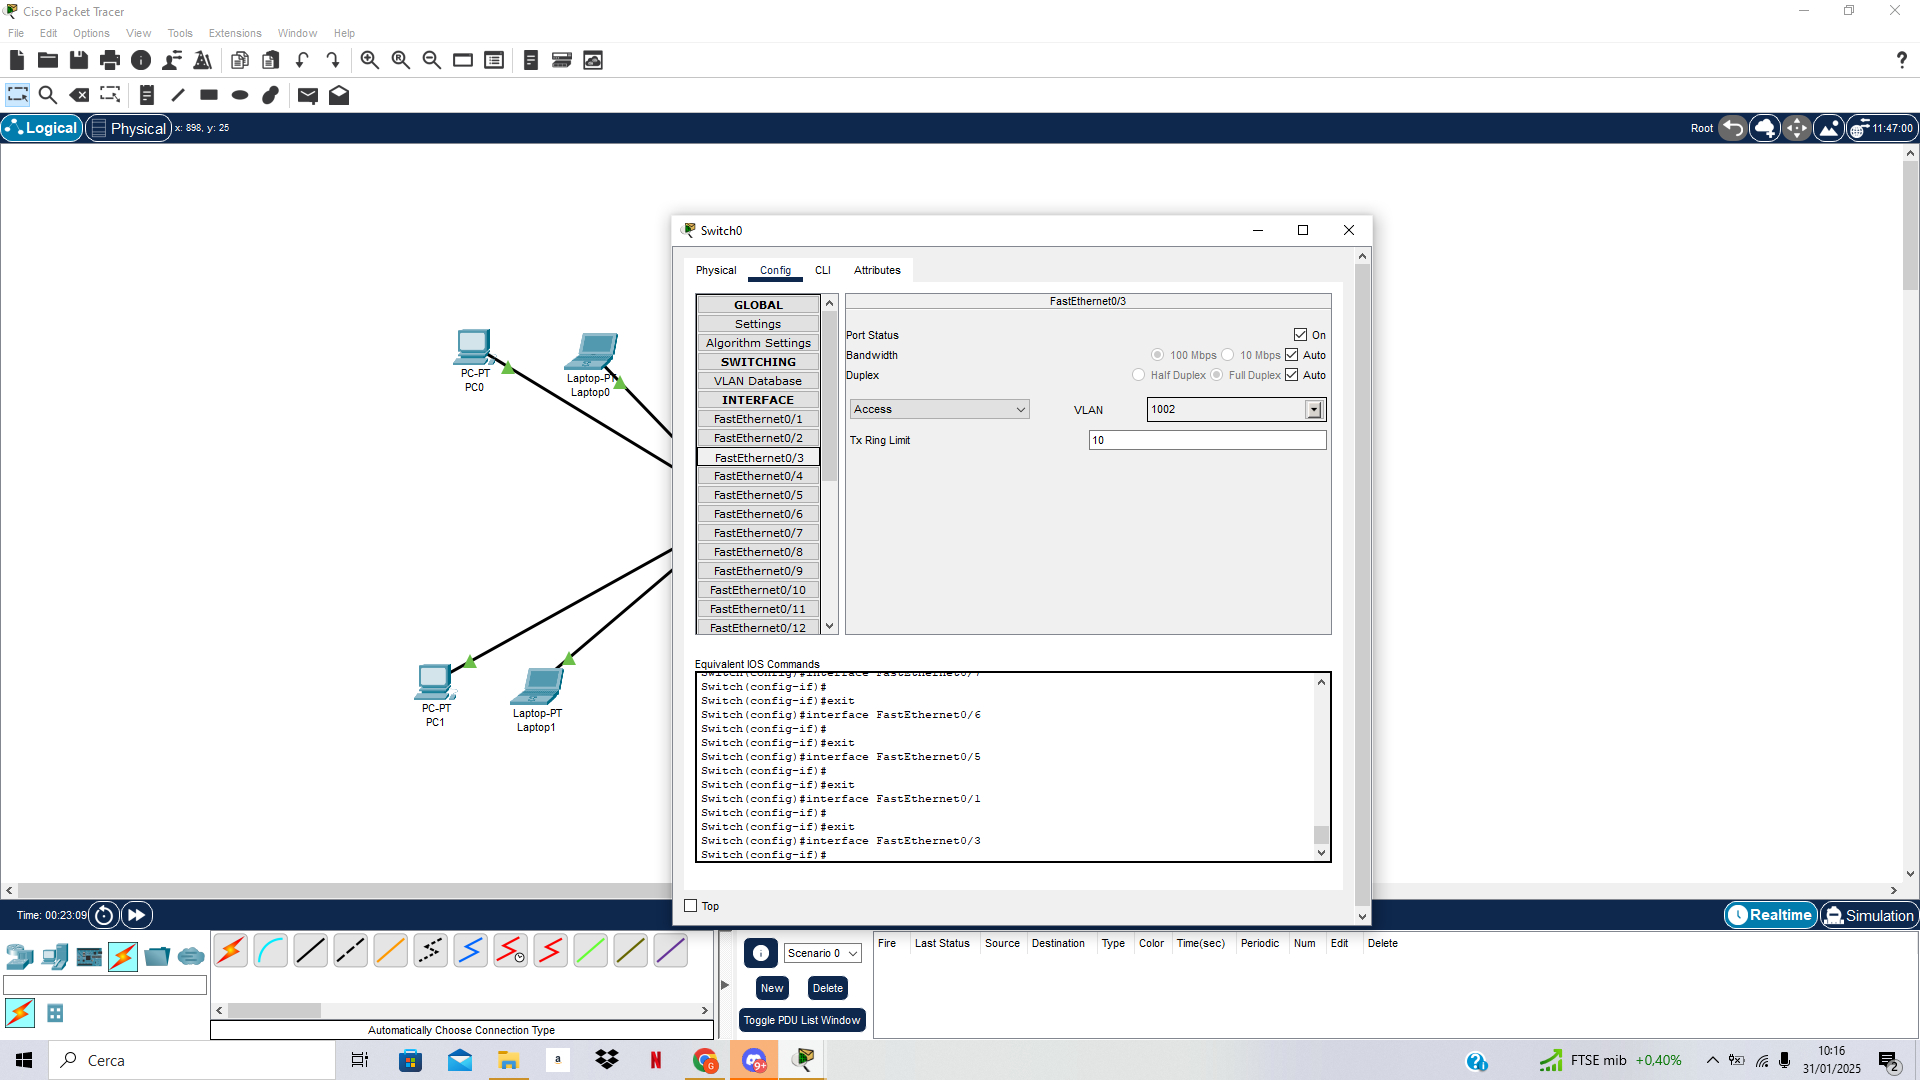 Cisco Packet Tracer
File Edit Options View Tools Extensions Window Help
?
Logical Physical x: 898, y: 25 Root 11:47:00
Switch0
Physical Config CLI Attributes
GLOBAL
Settings
Algorithm Settings
SWITCHING
VLAN Database
INTERFACE
FastEthernet0/1
FastEthernet0/2
FastEthernet0/3
FastEthernet0/4
FastEthernet0/5
FastEthernet0/6
FastEthernet0/7
FastEthernet0/8
FastEthernet0/9
FastEthernet0/10
FastEthernet0/11
FastEthernet0/12
FastEthernet0/3
Port Status On
Bandwidth 100 Mbps 10 Mbps Auto
Duplex Half Duplex Full Duplex Auto
Access VLAN 1002
Tx Ring Limit 10
PC-PT
PC0
Laptop-PT
Laptop0
PC-PT
PC1
Laptop-PT
Laptop1
Equivalent IOS Commands
Switch(config)#interface FastEthernet0/7
Switch(config-if)#
Switch(config-if)#exit
Switch(config)#interface FastEthernet0/6
Switch(config-if)#
Switch(config-if)#exit
Switch(config)#interface FastEthernet0/5
Switch(config-if)#
Switch(config-if)#exit
Switch(config)#interface FastEthernet0/1
Switch(config-if)#
Switch(config-if)#exit
Switch(config)#interface FastEthernet0/3
Switch(config-if)#
Top
Time: 00:23:09 Realtime Simulation
Scenario 0
New Delete
Toggle PDU List Window
Fire Last Status Source Destination Type Color Time(sec) Periodic Num Edit Delete
Automatically Choose Connection Type
Cerca
a
N
G
9+
FTSE mib +0,40%
10:16
31/01/2025
2